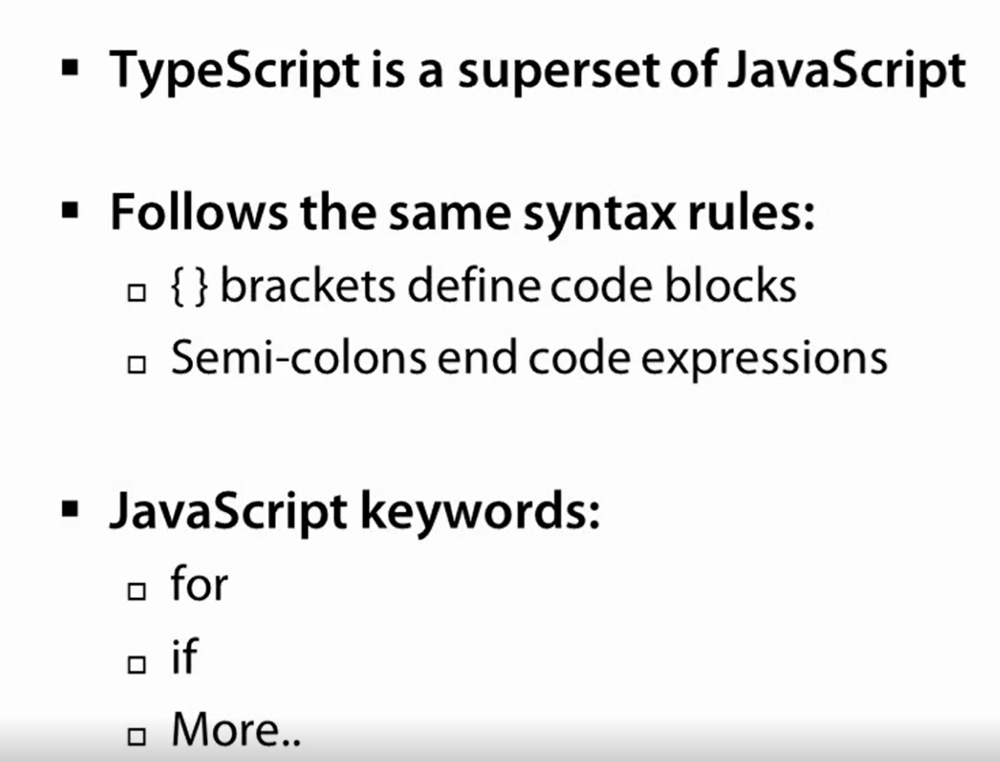 TypeScript is a superset of JavaScript
Follows the same syntax rules:
{ } brackets define code blocks
Semi-colons end code expressions
JavaScript keywords:
for
if
More..